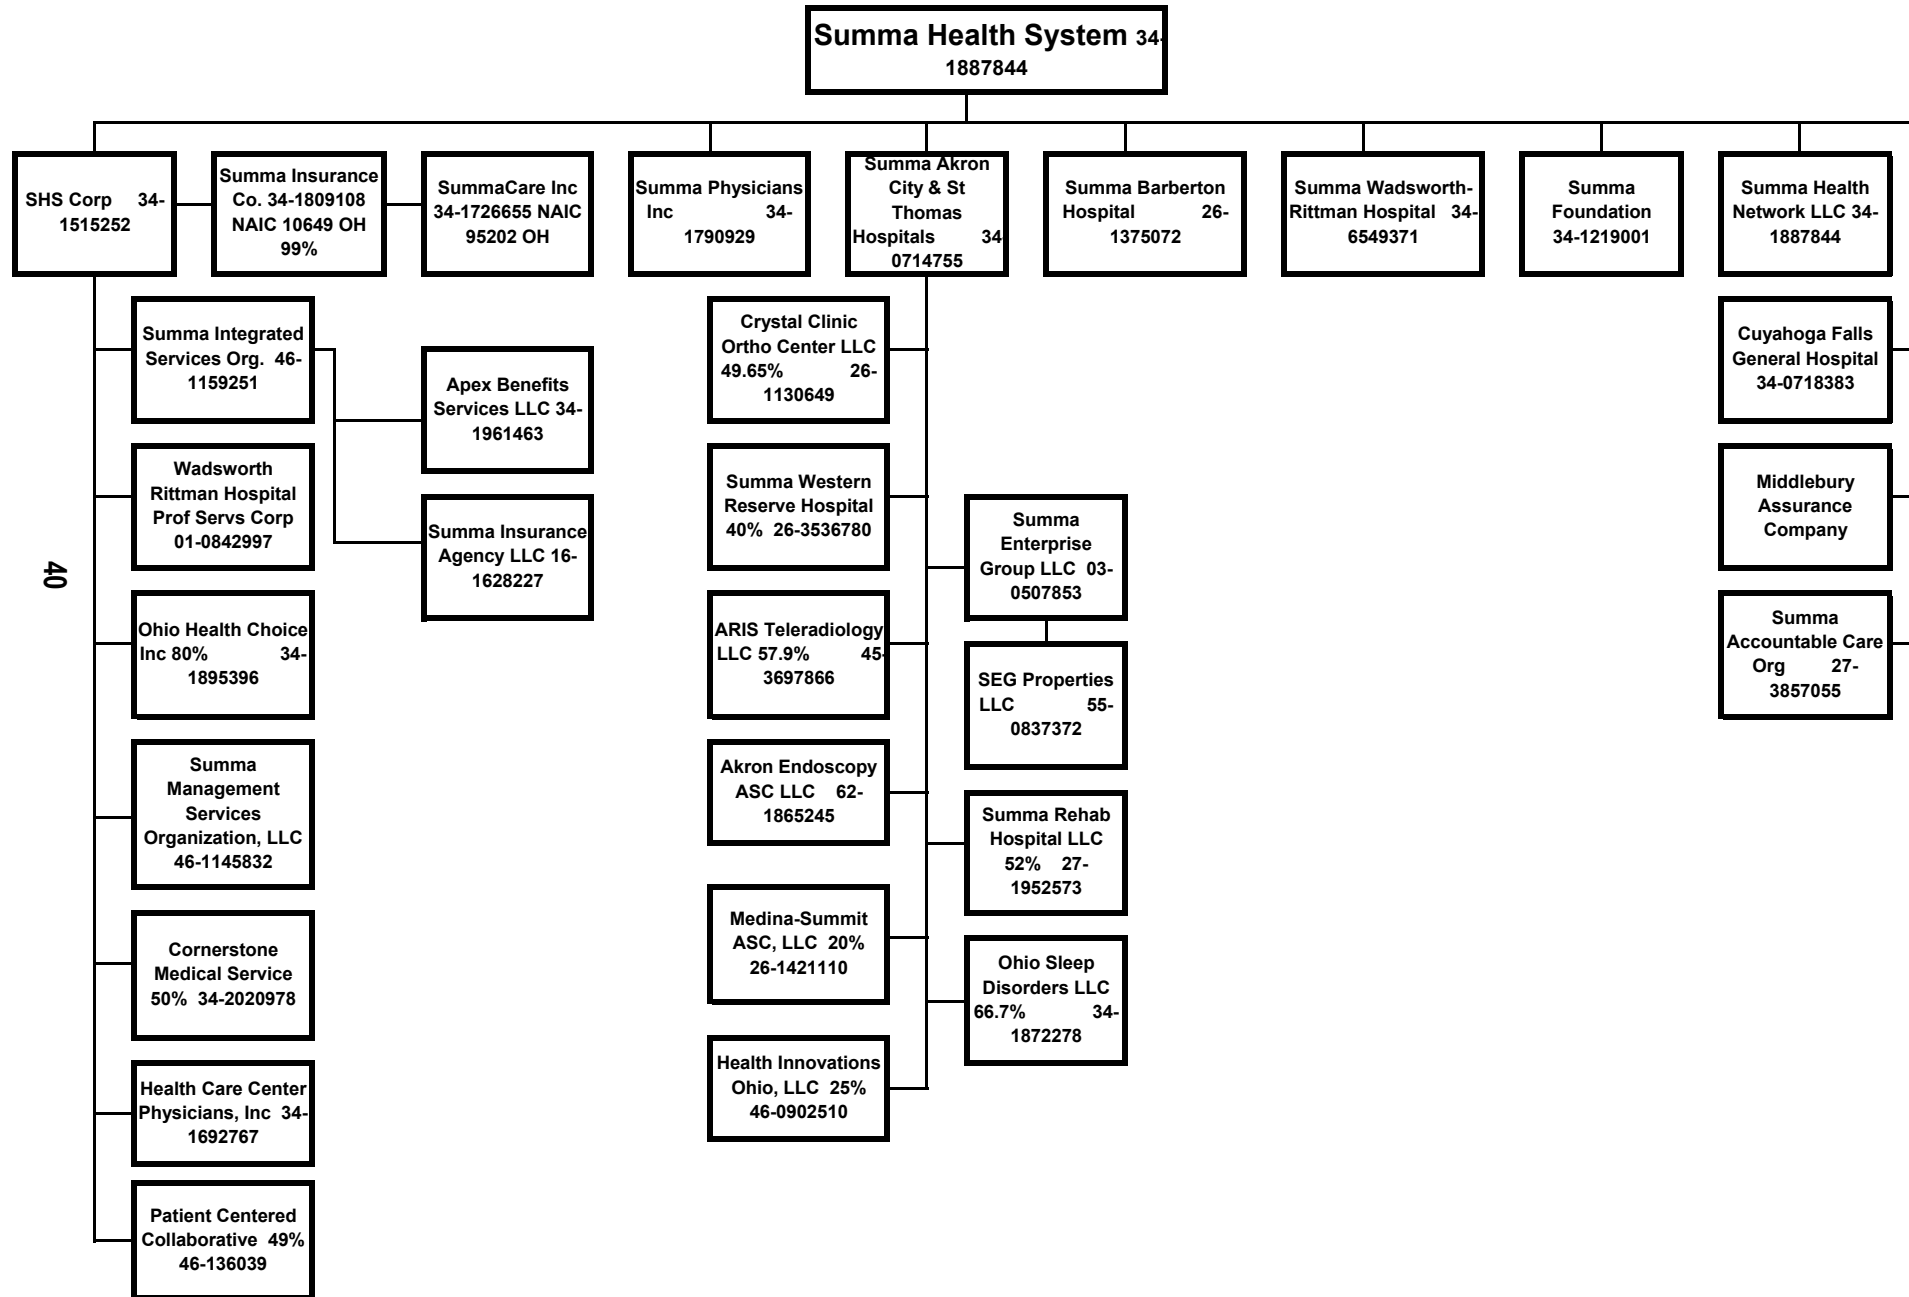 Summa Health System 34-
1887844
SHS Corp 34-
1515252
Summa Insurance
Co. 34-1809108
NAIC 10649 OH
99%
SummaCare Inc
34-1726655 NAIC
95202 OH
Summa Physicians
Inc 34-
1790929
Summa Akron
City & St
Thomas
Hospitals 34-
0714755
Summa Barberton
Hospital 26-
1375072
Summa Wadsworth-
Rittman Hospital 34-
6549371
Summa
Foundation
34-1219001
Summa Health
Network LLC 34-
1887844
Summa Integrated
Services Org. 46-
1159251
Apex Benefits
Services LLC 34-
1961463
Wadsworth
Rittman Hospital
Prof Servs Corp
01-0842997
Summa Insurance
Agency LLC 16-
1628227
Ohio Health Choice
Inc 80% 34-
1895396
Summa
Management
Services
Organization, LLC
46-1145832
Cornerstone
Medical Service
50% 34-2020978
Health Care Center
Physicians, Inc 34-
1692767
Patient Centered
Collaborative 49%
46-136039
Crystal Clinic
Ortho Center LLC
49.65% 26-
1130649
Summa Western
Reserve Hospital
40% 26-3536780
Summa
Enterprise
Group LLC 03-
0507853
ARIS Teleradiology
LLC 57.9% 45-
3697866
SEG Properties
LLC 55-
0837372
Akron Endoscopy
ASC LLC 62-
1865245
Summa Rehab
Hospital LLC
52% 27-
1952573
Medina-Summit
ASC, LLC 20%
26-1421110
Ohio Sleep
Disorders LLC
66.7% 34-
1872278
Health Innovations
Ohio, LLC 25%
46-0902510
Cuyahoga Falls
General Hospital
34-0718383
Middlebury
Assurance
Company
Summa
Accountable Care
Org 27-
3857055
40